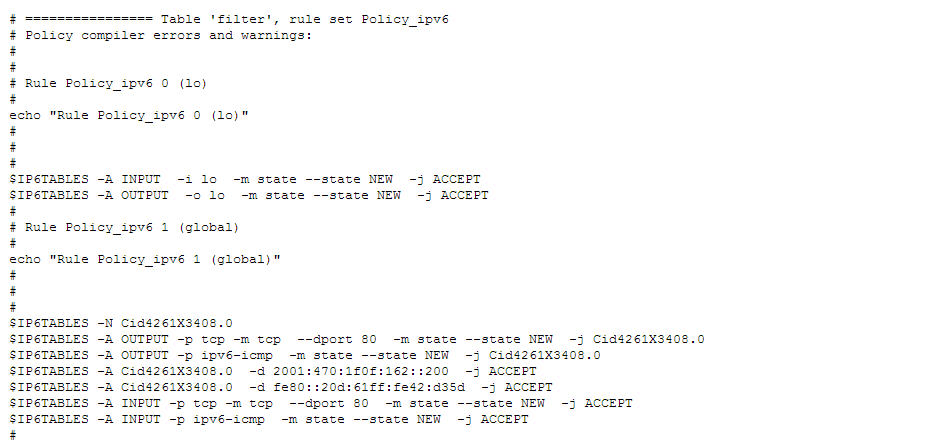 # ================ Table 'filter', rule set Policy_ipv6
# Policy compiler errors and warnings:
#
#
# Rule Policy_ipv6 0 (lo)
#
echo "Rule Policy_ipv6 0 (lo)"
#
#
#
$IP6TABLES -A INPUT  -i lo  -m state --state NEW  -j ACCEPT
$IP6TABLES -A OUTPUT  -o lo  -m state --state NEW  -j ACCEPT
#
# Rule Policy_ipv6 1 (global)
#
echo "Rule Policy_ipv6 1 (global)"
#
#
#
$IP6TABLES -N Cid4261X3408.0
$IP6TABLES -A OUTPUT -p tcp -m tcp  --dport 80  -m state --state NEW  -j Cid4261X3408.0
$IP6TABLES -A OUTPUT -p ipv6-icmp  -m state --state NEW  -j Cid4261X3408.0
$IP6TABLES -A Cid4261X3408.0  -d 2001:470:1f0f:162::200  -j ACCEPT
$IP6TABLES -A Cid4261X3408.0  -d fe80::20d:61ff:fe42:d35d  -j ACCEPT
$IP6TABLES -A INPUT -p tcp -m tcp  --dport 80  -m state --state NEW  -j ACCEPT
$IP6TABLES -A INPUT -p ipv6-icmp  -m state --state NEW  -j ACCEPT
#